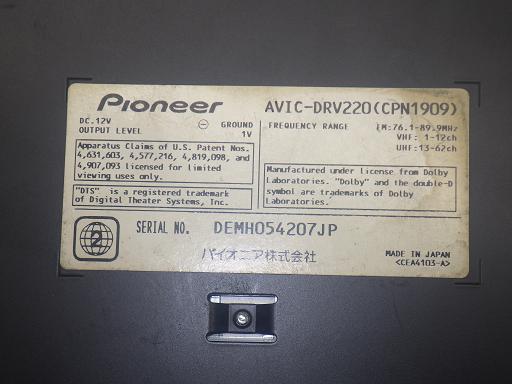 Pioneer
AVIC-DRV220(CPN1909)
DC.12V ⊖ GROUND
OUTPUT LEVEL 1V
FREQUENCY RANGE FM:76.1-89.9MHz
VHF: 1-12ch
UHF:13-62ch
Apparatus Claims of U.S. Patent Nos.
4,631,603, 4,577,216, 4,819,098, and
4,907,093 licensed for limited
viewing uses only.
"DTS" is a registered trademark
of Digital Theater Systems, Inc.
Manufactured under license from Dolby
Laboratories. "Dolby" and the double-D
symbol are trademarks of Dolby
Laboratories.
2
SERIAL NO. DEMH054207JP
パイオニア株式会社
MADE IN JAPAN
<CEA4103-A>